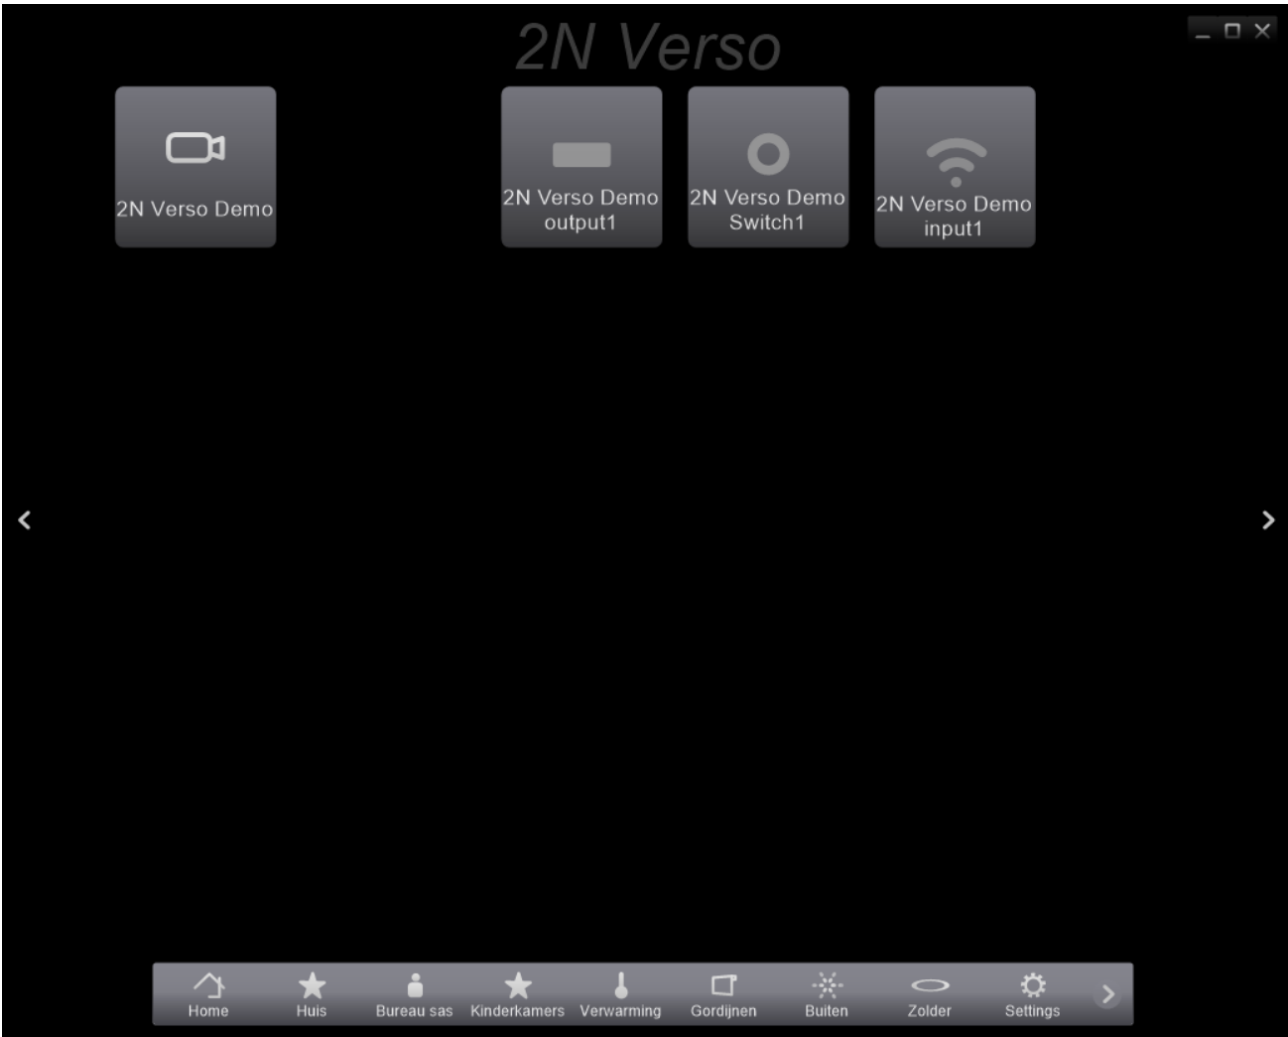 2N Verso
2N Verso Demo
2N Verso Demo
output1
2N Verso Demo
Switch1
2N Verso Demo
input1
Home
Huis
Bureau sas
Kinderkamers
Verwarming
Gordijnen
Buiten
Zolder
Settings